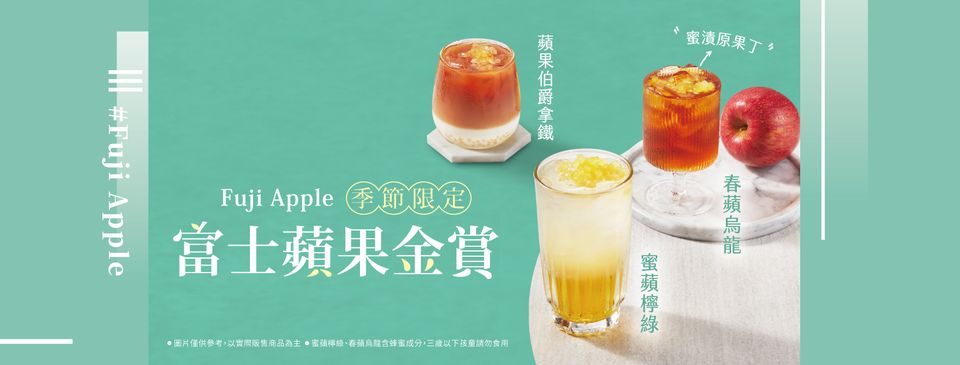 #Fuji Apple
Fuji Apple 季節限定
富士蘋果金賞
蘋果伯爵拿鐵
蜜漬原果丁
春蘋烏龍
蜜蘋檸綠
●圖片僅供參考,以實際販售商品為主 ●蜜蘋檸綠、春蘋烏龍含蜂蜜成分,三歲以下孩童請勿食用